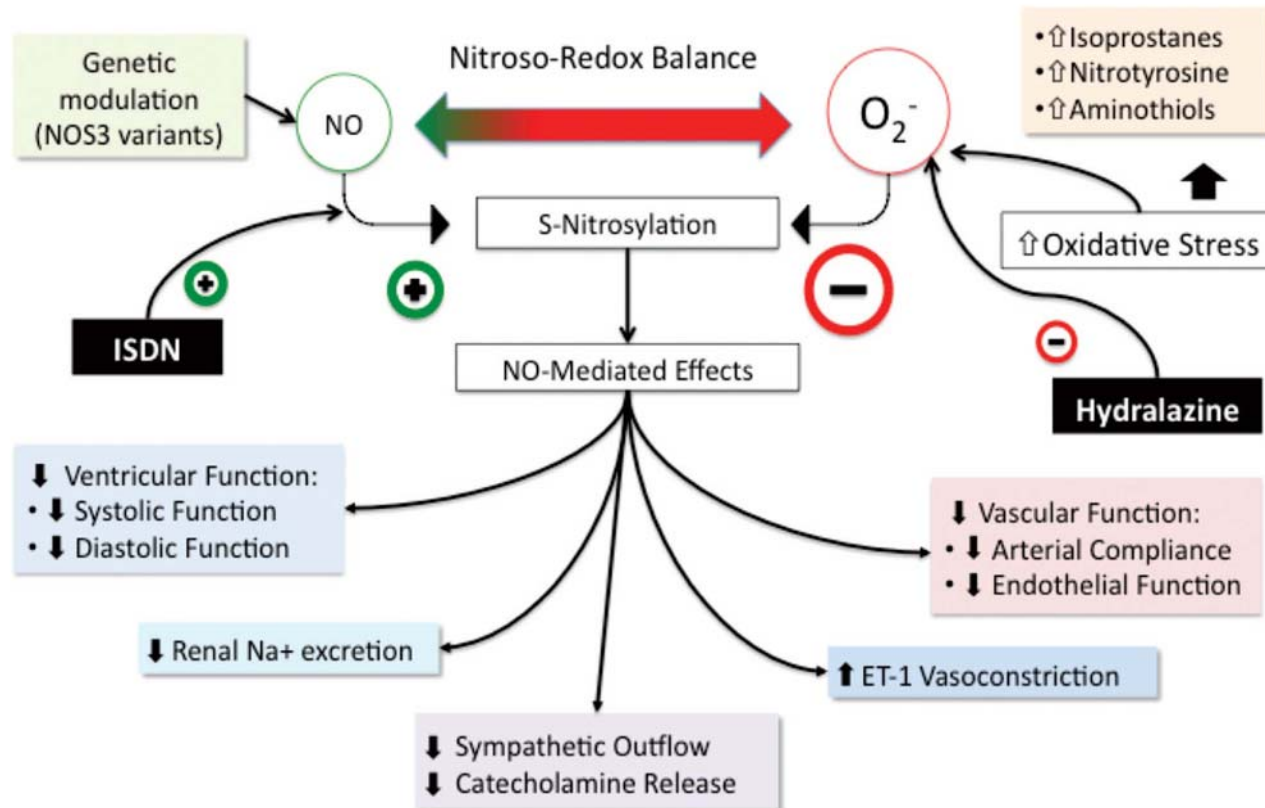 Genetic
modulation
(NOS3 variants)
NO
Nitroso-Redox Balance
O₂⁻
• ⇧Isoprostanes
• ⇧Nitrotyrosine
• ⇧Aminothiols
⇧Oxidative Stress
S-Nitrosylation
+
+
−
−
ISDN
Hydralazine
NO-Mediated Effects
⬇ Ventricular Function:
• ⬇ Systolic Function
• ⬇ Diastolic Function
⬇ Vascular Function:
• ⬇ Arterial Compliance
• ⬇ Endothelial Function
⬇ Renal Na+ excretion
⬆ ET-1 Vasoconstriction
⬇ Sympathetic Outflow
⬇ Catecholamine Release